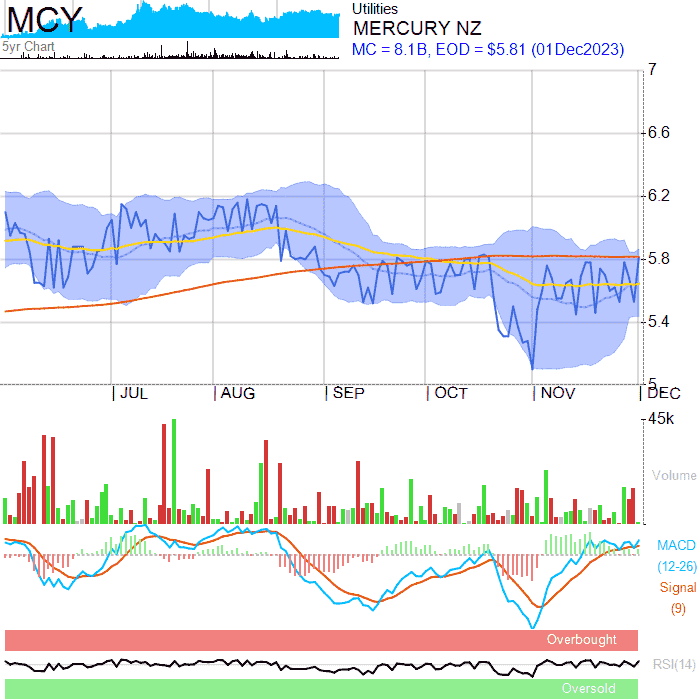 MCY
Utilities
MERCURY NZ
5yr Chart
MC = 8.1B, EOD = $5.81 (01Dec2023)
7
6.6
6.2
5.8
5.4
5
JUL
AUG
SEP
OCT
NOV
DEC
45k
Volume
MACD
(12-26)
Signal
(9)
Overbought
RSI(14)
Oversold